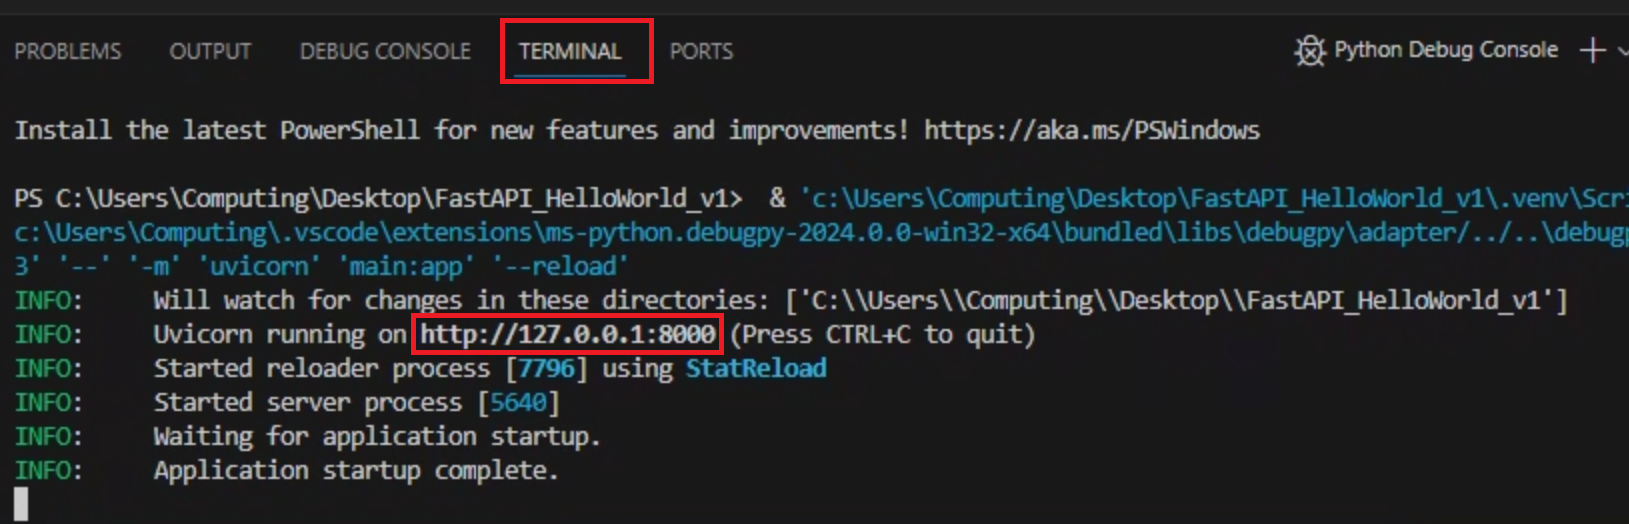 PROBLEMS OUTPUT DEBUG CONSOLE TERMINAL PORTS Python Debug Console
Install the latest PowerShell for new features and improvements! https://aka.ms/PSWindows
PS C:\Users\Computing\Desktop\FastAPI_HelloWorld_v1>  & 'c:\Users\Computing\Desktop\FastAPI_HelloWorld_v1\.venv\Scri
c:\Users\Computing\.vscode\extensions\ms-python.debugpy-2024.0.0-win32-x64\bundled\libs\debugpy\adapter/../..\debugp
3' '--' '-m' 'uvicorn' 'main:app' '--reload'
INFO:     Will watch for changes in these directories: ['C:\\Users\\Computing\\Desktop\\FastAPI_HelloWorld_v1']
INFO:     Uvicorn running on http://127.0.0.1:8000 (Press CTRL+C to quit)
INFO:     Started reloader process [7796] using StatReload
INFO:     Started server process [5640]
INFO:     Waiting for application startup.
INFO:     Application startup complete.